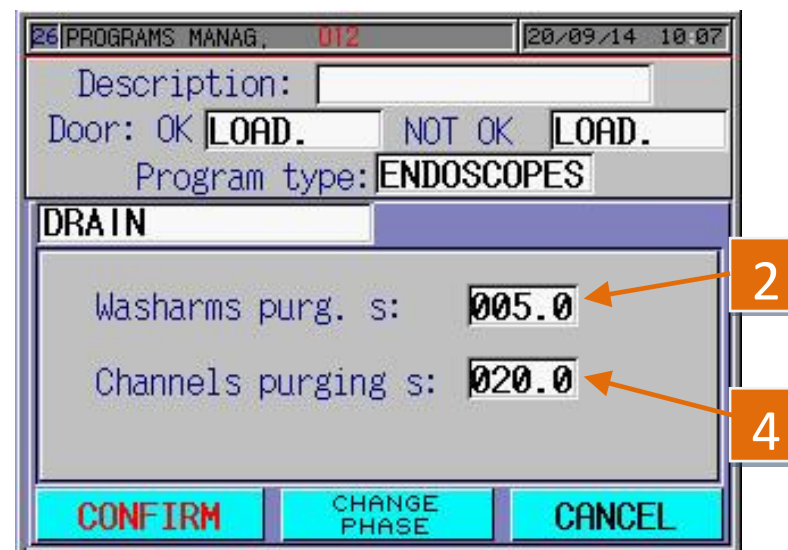 26 PROGRAMS MANAG, 012 20/09/14 10:07
Description:
Door: OK LOAD. NOT OK LOAD.
Program type: ENDOSCOPES
DRAIN
Washarms purg. s: 005.0
2
Channels purging s: 020.0
4
CONFIRM CHANGE PHASE CANCEL